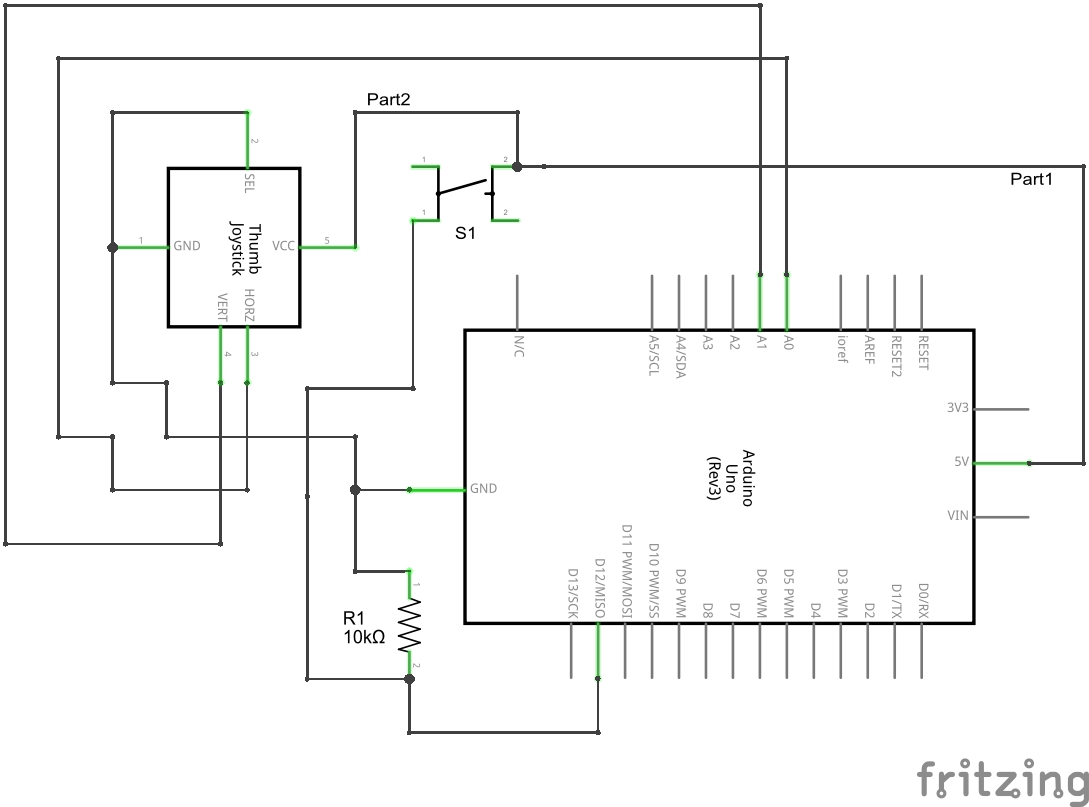 Part2
Part1
2
SEL
Thumb
Joystick
1
GND
VCC
5
VERT
HORZ
4
3
1
2
1
2
S1
N/C
A5/SCL
A4/SDA
A3
A2
A1
A0
ioref
AREF
RESET2
RESET
3V3
5V
VIN
GND
Arduino
Uno
(Rev3)
D13/SCK
D12/MISO
D11 PWM/MOSI
D10 PWM/SS
D9 PWM
D8
D7
D6 PWM
D5 PWM
D4
D3 PWM
D2
D1/TX
D0/RX
1
R1
10kΩ
2
fritzing